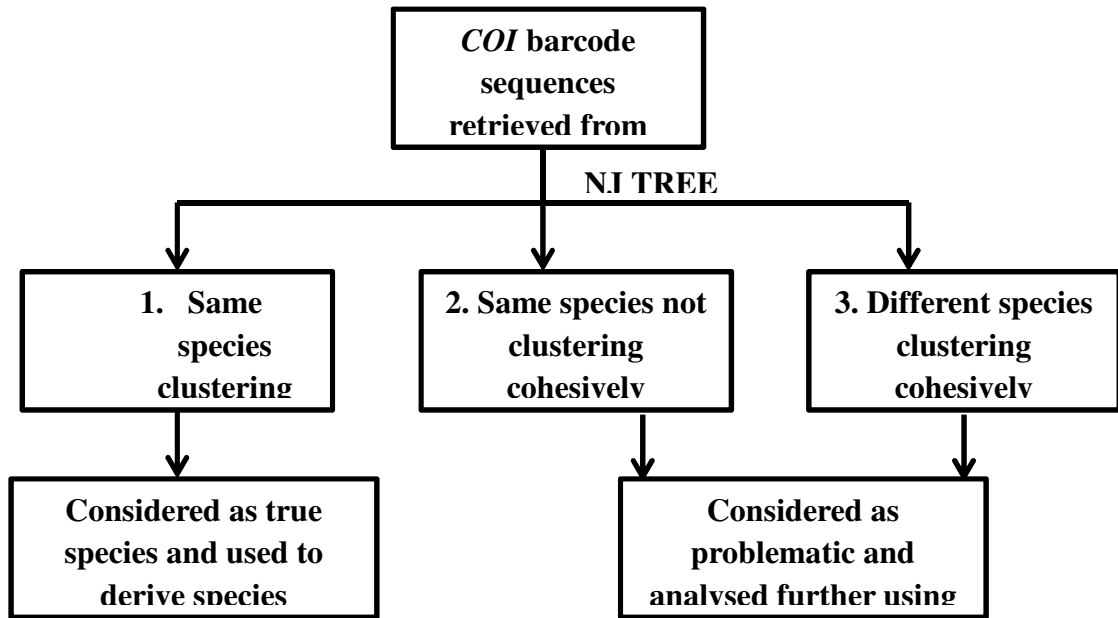 COI barcode
sequences
retrieved from
NJ TREE
1. Same
species
clustering
2. Same species not
clustering
cohesively
3. Different species
clustering
cohesively
Considered as true
species and used to
derive species
Considered as
problematic and
analysed further using